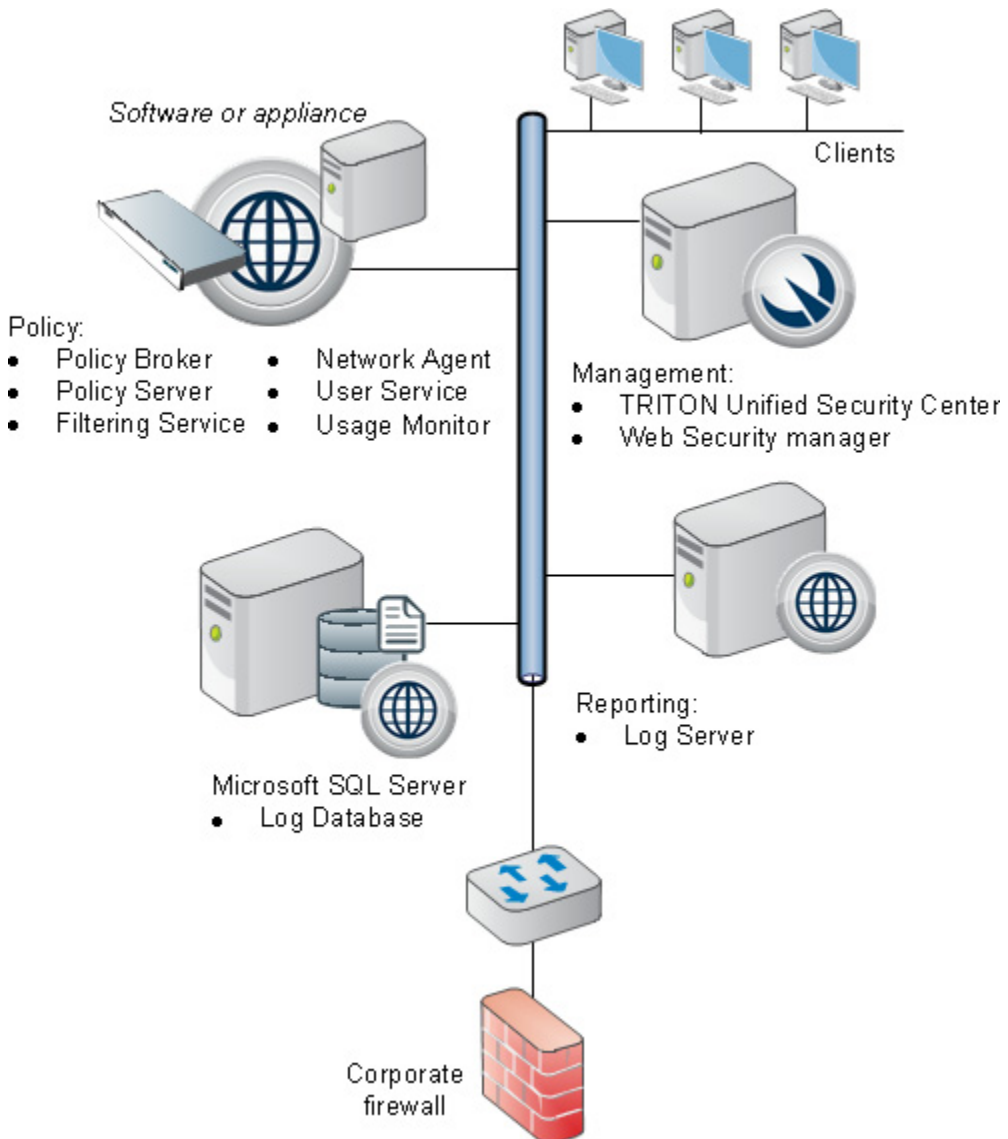 Software or appliance
Clients
Policy:
• Policy Broker
• Policy Server
• Filtering Service
• Network Agent
• User Service
• Usage Monitor
Management:
• TRITON Unified Security Center
• Web Security manager
Reporting:
• Log Server
Microsoft SQL Server
• Log Database
Corporate
firewall